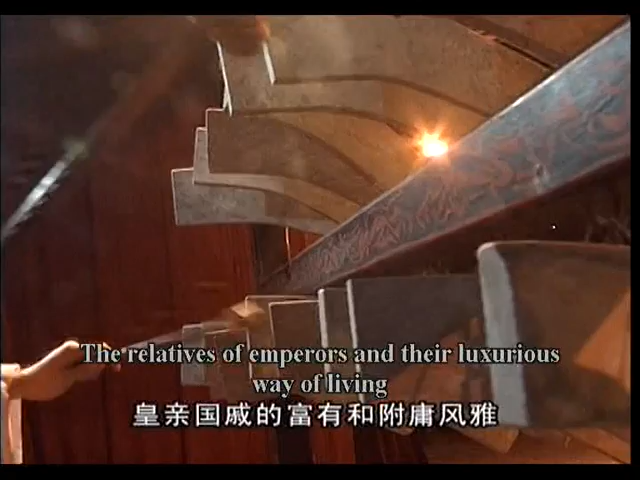 The relatives of emperors and their luxurious
way of living
皇亲国戚的富有和附庸风雅